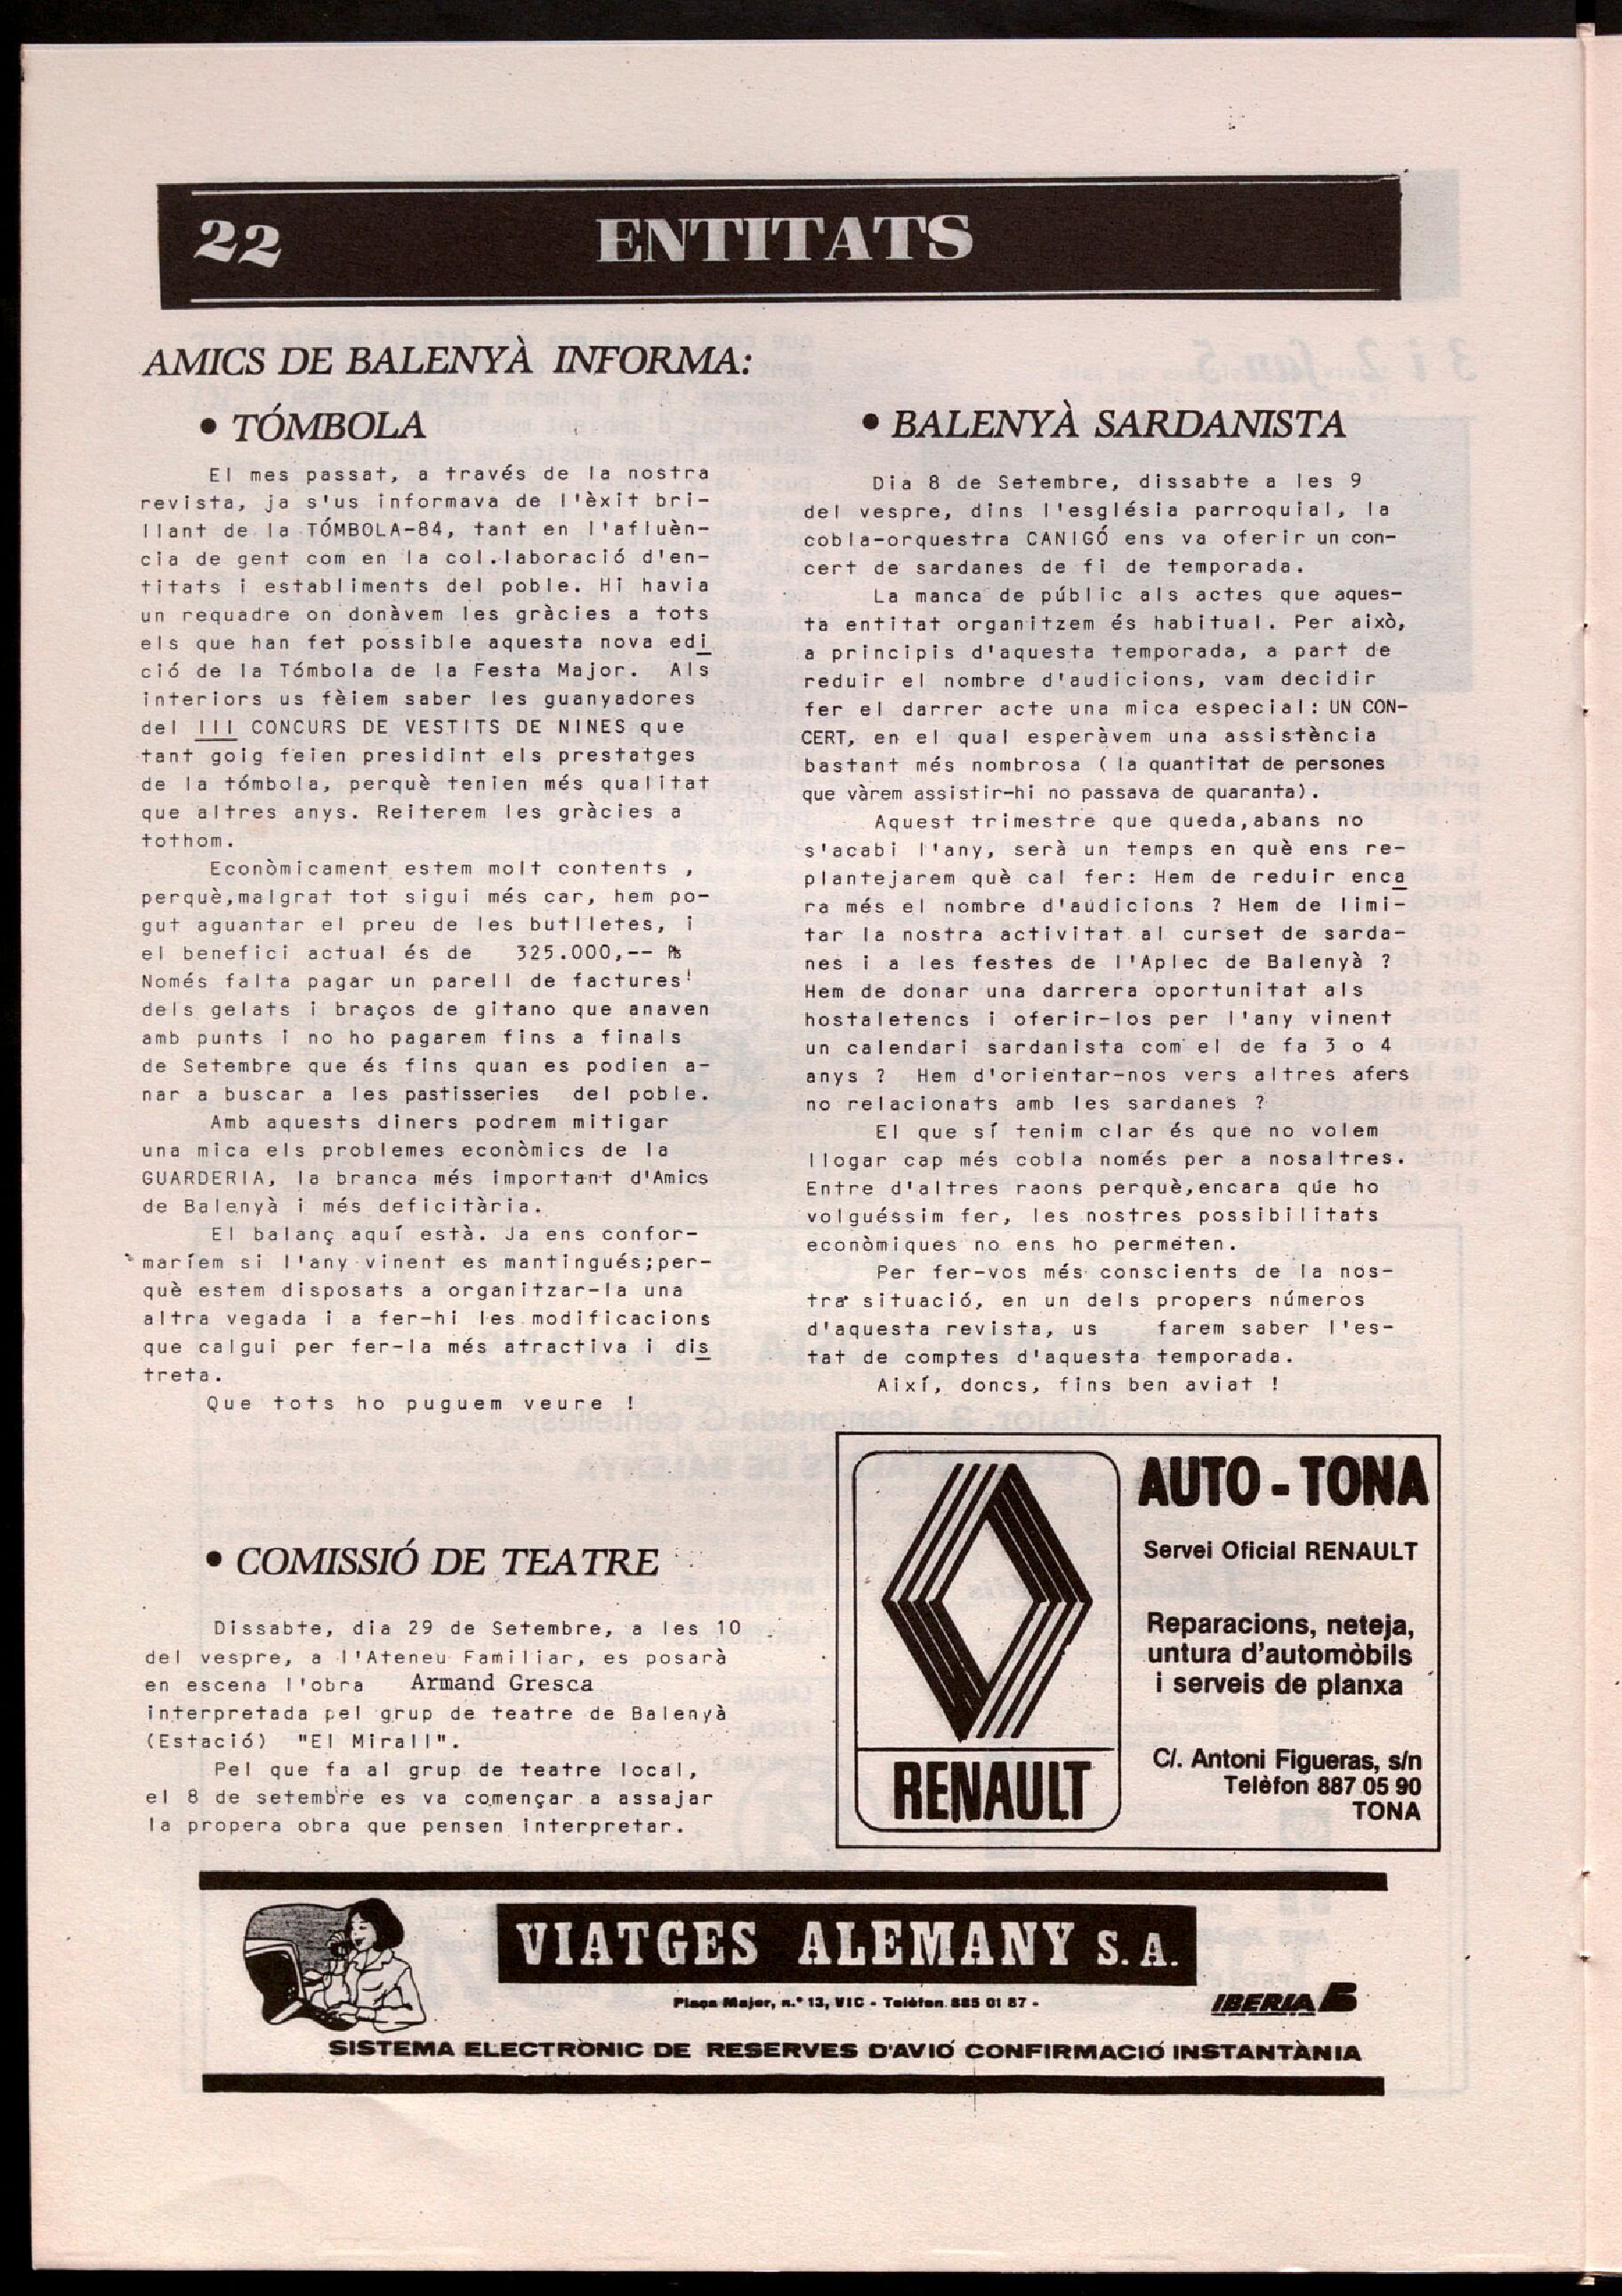 22 ENTITATS
AMICS DE BALENYÀ INFORMA:
• TÓMBOLA
El mes passat, a través de la nostra
revista, ja s'us informava de l'èxit bri-
llant de la TÓMBOLA-84, tant en l'afluèn-
cia de gent com en la col.laboració d'en-
titats i establiments del poble. Hi havia
un requadre on donàvem les gràcies a tots
els que han fet possible aquesta nova edi
ció de la Tómbola de la Festa Major. Als
interiors us fèiem saber les guanyadores
del III CONCURS DE VESTITS DE NINES que
tant goig feien presidint els prestatges
de la tómbola, perquè tenien més qualitat
que altres anys. Reiterem les gràcies a
tothom.
Econòmicament estem molt contents ,
perquè,malgrat tot sigui més car, hem po-
gut aguantar el preu de les butlletes, i
el benefici actual és de 325.000,-- ₧
Només falta pagar un parell de factures'
dels gelats i braços de gitano que anaven
amb punts i no ho pagarem fins a finals
de Setembre que és fins quan es podien a-
nar a buscar a les pastisseries del poble.
Amb aquests diners podrem mitigar
una mica els problemes econòmics de la
GUARDERIA, la branca més important d'Amics
de Balenyà i més deficitària.
El balanç aquí està. Ja ens confor-
maríem si l'any vinent es mantingués;per-
què estem disposats a organitzar-la una
altra vegada i a fer-hi les modificacions
que calgui per fer-la més atractiva i dis
treta.
Que tots ho puguem veure !
• COMISSIÓ DE TEATRE
Dissabte, dia 29 de Setembre, a les 10
del vespre, a l'Ateneu Familiar, es posarà
en escena l'obra Armand Gresca
interpretada pel grup de teatre de Balenyà
(Estació) "El Mirall".
Pel que fa al grup de teatre local,
el 8 de setembre es va començar a assajar
la propera obra que pensen interpretar.
• BALENYÀ SARDANISTA
Dia 8 de Setembre, dissabte a les 9
del vespre, dins l'església parroquial, la
cobla-orquestra CANIGÓ ens va oferir un con-
cert de sardanes de fi de temporada.
La manca de públic als actes que aques-
ta entitat organitzem és habitual. Per això,
a principis d'aquesta temporada, a part de
reduir el nombre d'audicions, vam decidir
fer el darrer acte una mica especial: UN CON-
CERT, en el qual esperàvem una assistència
bastant més nombrosa ( la quantitat de persones
que vàrem assistir-hi no passava de quaranta).
Aquest trimestre que queda,abans no
s'acabi l'any, serà un temps en què ens re-
plantejarem què cal fer: Hem de reduir enca
ra més el nombre d'audicions ? Hem de limi-
tar la nostra activitat al curset de sarda-
nes i a les festes de l'Aplec de Balenyà ?
Hem de donar una darrera oportunitat als
hostaletencs i oferir-los per l'any vinent
un calendari sardanista com el de fa 3 o 4
anys ? Hem d'orientar-nos vers altres afers
no relacionats amb les sardanes ?
El que sí tenim clar és que no volem
llogar cap més cobla només per a nosaltres.
Entre d'altres raons perquè,encara que ho
volguéssim fer, les nostres possibilitats
econòmiques no ens ho permeten.
Per fer-vos més conscients de la nos-
tra situació, en un dels propers números
d'aquesta revista, us farem saber l'es-
tat de comptes d'aquesta temporada.
Així, doncs, fins ben aviat !
RENAULT
AUTO - TONA
Servei Oficial RENAULT
Reparacions, neteja,
untura d'automòbils
i serveis de planxa
C/. Antoni Figueras, s/n
Telèfon 887 05 90
TONA
VIATGES ALEMANY S. A.
Plaça Major, n.º 13, VIC - Telèfon 885 01 87 -
IBERIA
SISTEMA ELECTRÒNIC DE RESERVES D'AVIÓ CONFIRMACIÓ INSTANTÀNIA